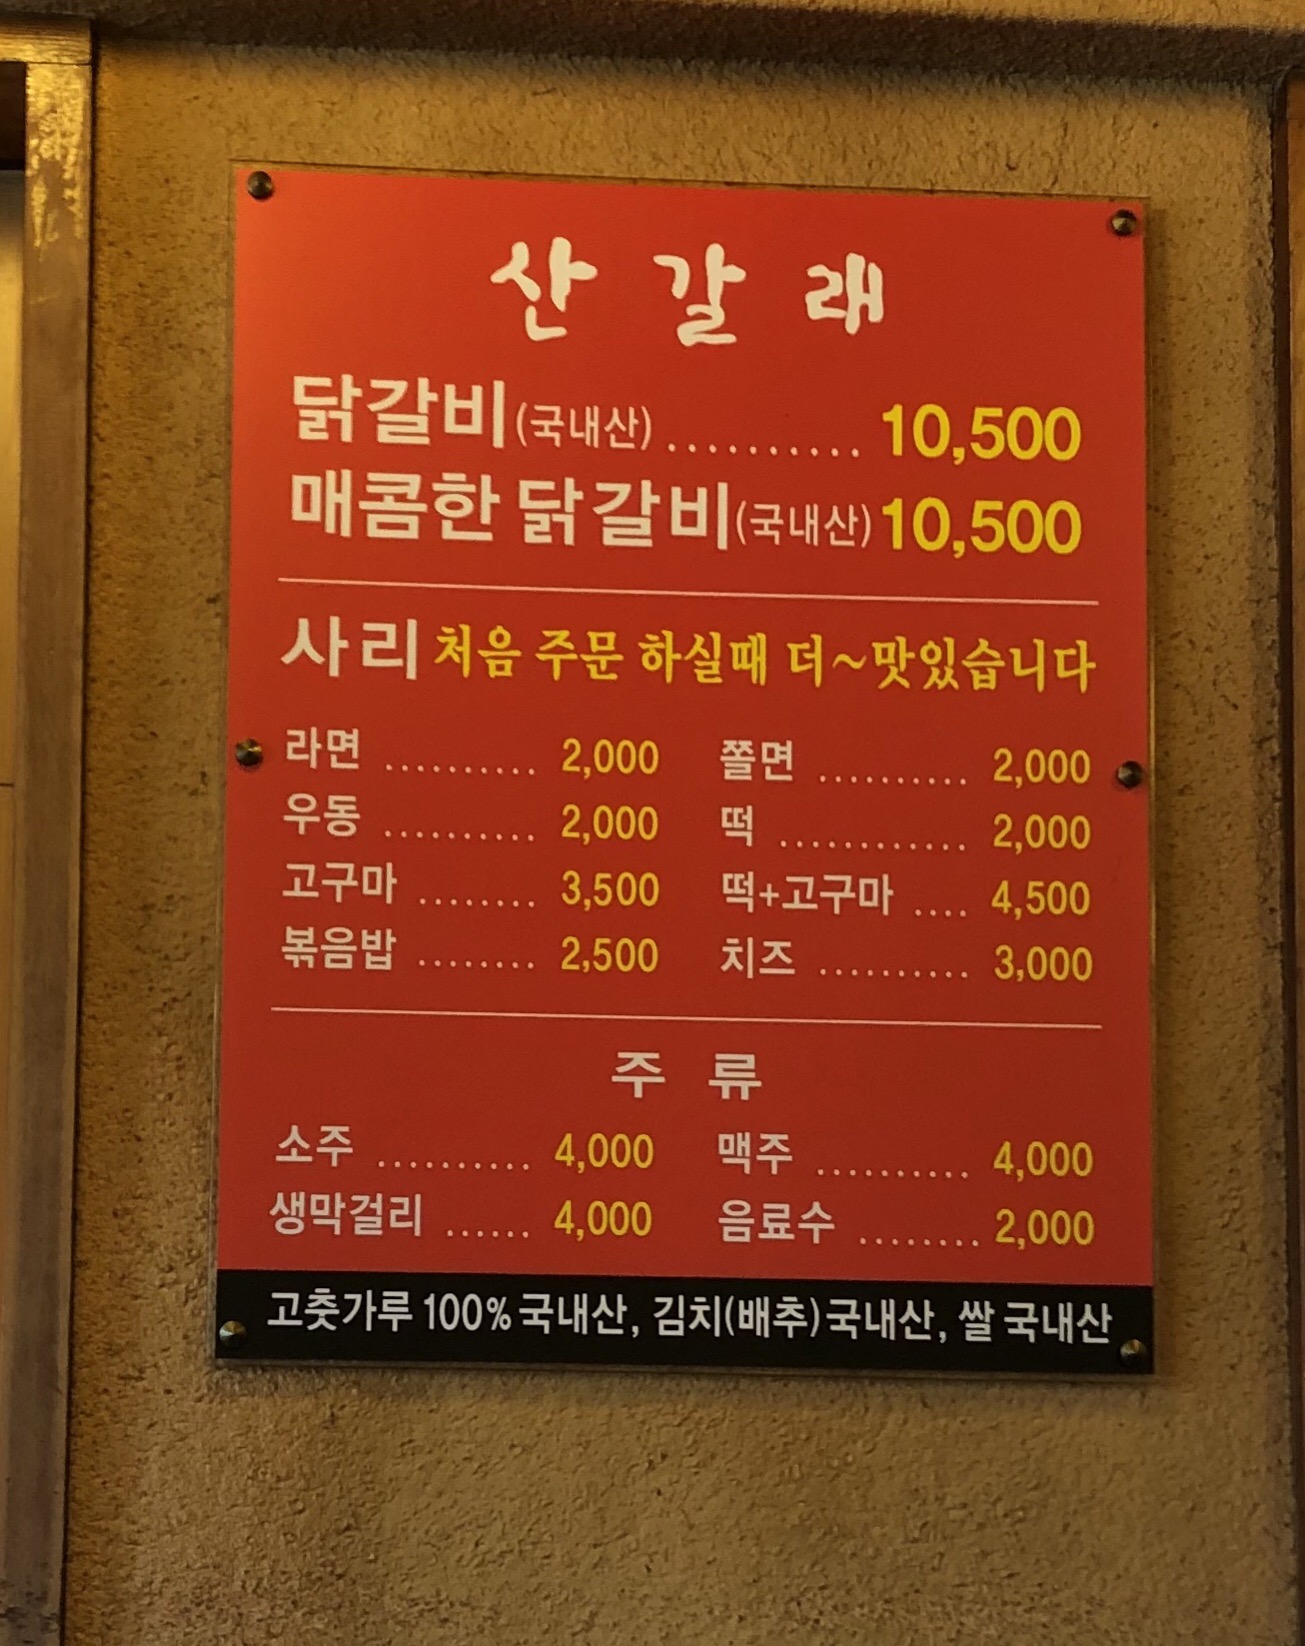 산 갈 래
닭갈비(국내산) .......... 10,500
매콤한 닭갈비(국내산) 10,500
사리 처음 주문 하실때 더~맛있습니다
라면 .......... 2,000 쫄면 .......... 2,000
우동 .......... 2,000 떡 ............ 2,000
고구마 ........ 3,500 떡+고구마 .... 4,500
볶음밥 ........ 2,500 치즈 .......... 3,000
주 류
소주 .......... 4,000 맥주 .......... 4,000
생막걸리 ...... 4,000 음료수 ........ 2,000
고춧가루 100% 국내산, 김치(배추)국내산, 쌀 국내산